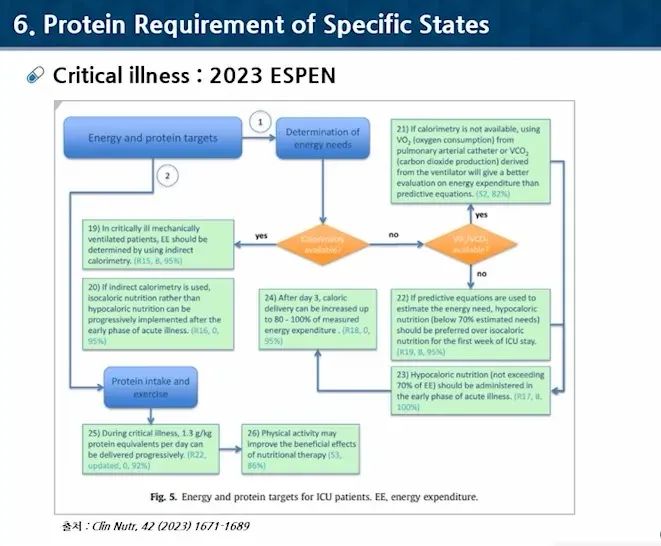 6. Protein Requirement of Specific States
Critical illness : 2023 ESPEN
Energy and protein targets
1
Determination of
energy needs
2
21) If calorimetry is not available, using
VO₂ (oxygen consumption) from
pulmonary arterial catheter or VCO₂
(carbon dioxide production) derived
from the ventilator will give a better
evaluation on energy expenditure than
predictive equations. (S2, 82%)
yes
19) In critically ill mechanically
ventilated patients, EE should be
determined by using indirect
calorimetry. (R15, B, 95%)
yes
Calorimetry
available?
no
VO₂/VCO₂
available?
no
20) If indirect calorimetry is used,
isocaloric nutrition rather than
hypocaloric nutrition can be
progressively implemented after the
early phase of acute illness. (R16, 0,
95%)
24) After day 3, caloric
delivery can be increased up
to 80 - 100% of measured
energy expenditure . (R18, 0,
95%)
22) If predictive equations are used to
estimate the energy need, hypocaloric
nutrition (below 70% estimated needs)
should be preferred over isocaloric
nutrition for the first week of ICU stay.
(R19, B, 95%)
23) Hypocaloric nutrition (not exceeding
70% of EE) should be administered in
the early phase of acute illness. (R17, B,
100%)
Protein intake and
exercise
25) During critical illness, 1.3 g/kg
protein equivalents per day can
be delivered progressively. (R22,
updated, 0, 92%)
26) Physical activity may
improve the beneficial effects
of nutritional therapy (S3,
86%)
Fig. 5. Energy and protein targets for ICU patients. EE, energy expenditure.
출처 : Clin Nutr, 42 (2023) 1671-1689